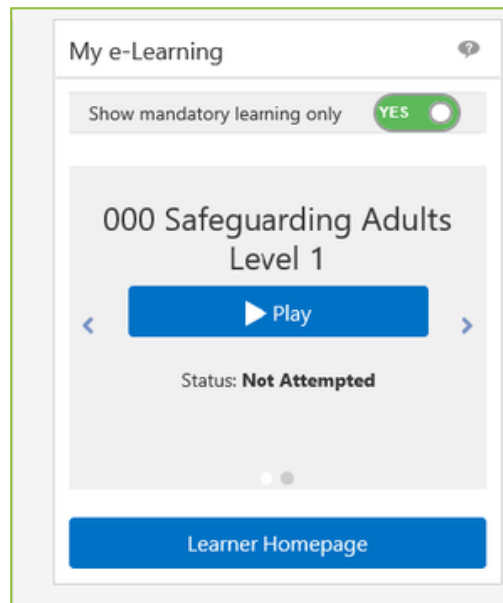 My e-Learning
?
Show mandatory learning only YES
000 Safeguarding Adults
Level 1
Play
Status: Not Attempted
Learner Homepage